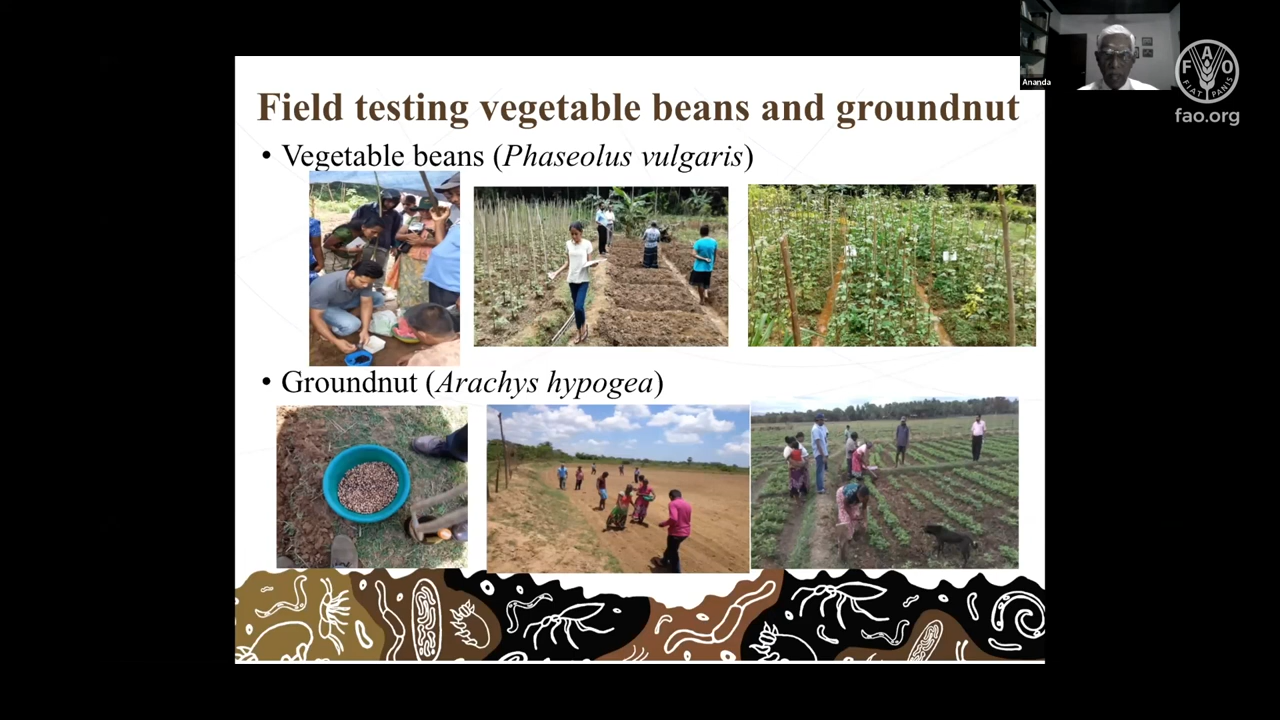 Field testing vegetable beans and groundnut
• Vegetable beans (Phaseolus vulgaris)
• Groundnut (Arachys hypogea)
Ananda
F A O
FIAT PANIS
fao.org